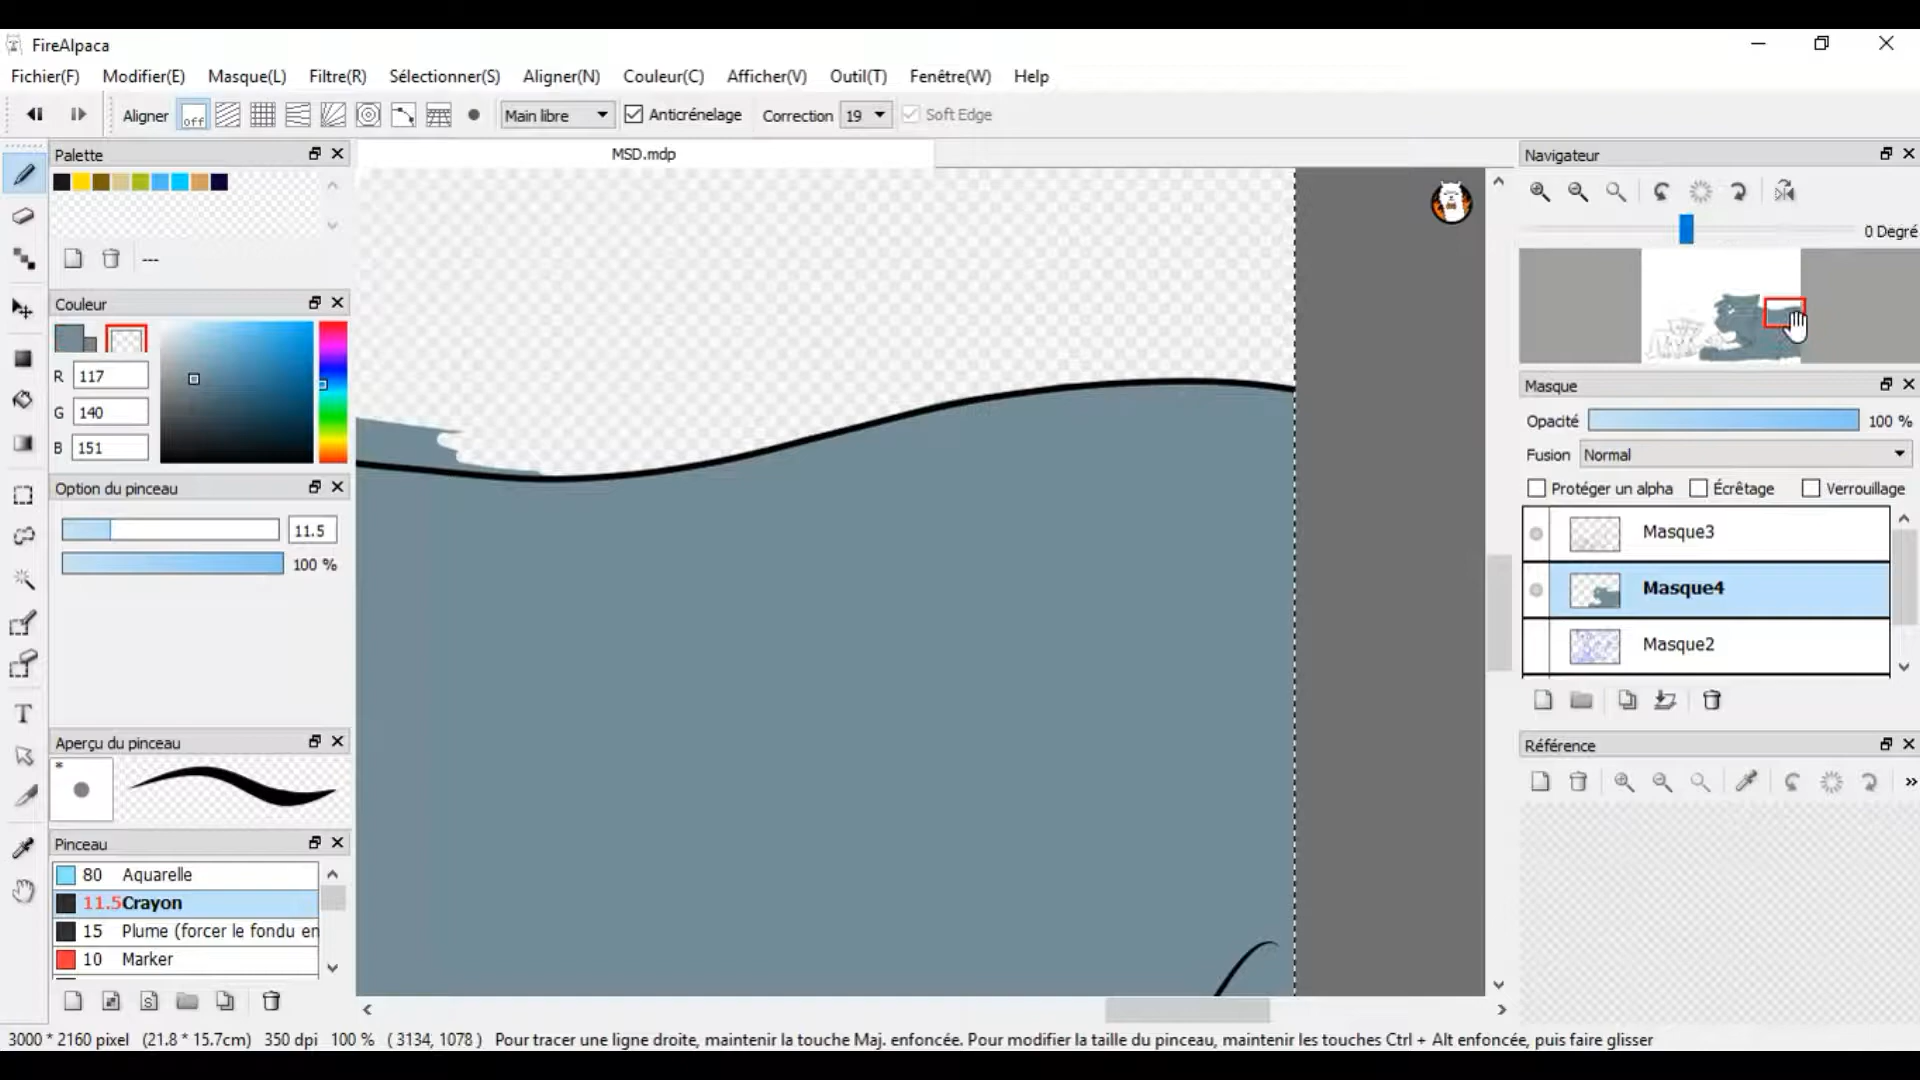 FireAlpaca
Fichier(F) Modifier(E) Masque(L) Filtre(R) Sélectionner(S) Aligner(N) Couleur(C) Afficher(V) Outil(T) Fenêtre(W) Help
Aligner off Main libre Anticrénelage Correction 19 Soft Edge
Palette
MSD.mdp
Navigateur
0 Degré
---
Couleur
R 117
G 140
B 151
Masque
Opacité 100 %
Fusion Normal
Protéger un alpha Écrêtage Verrouillage
Option du pinceau
11.5
100 %
Masque3
Masque4
Masque2
Aperçu du pinceau
*
Référence
Pinceau
80 Aquarelle
11.5 Crayon
15 Plume (forcer le fondu en
10 Marker
3000 * 2160 pixel (21.8 * 15.7cm) 350 dpi 100 % ( 3134, 1078 ) Pour tracer une ligne droite, maintenir la touche Maj. enfoncée. Pour modifier la taille du pinceau, maintenir les touches Ctrl + Alt enfoncée, puis faire glisser